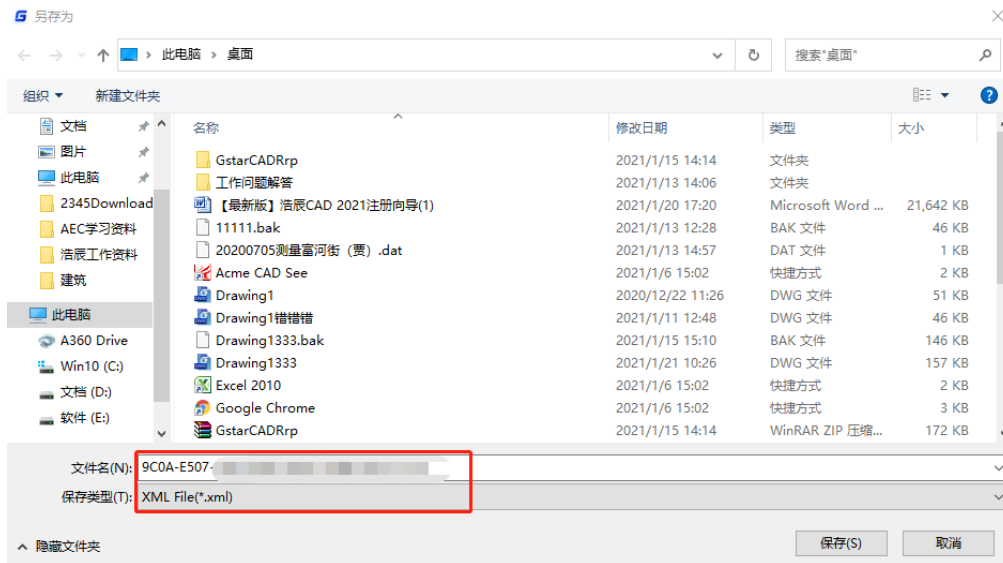 另存为
此电脑 › 桌面
搜索"桌面"
组织 新建文件夹
文档
图片
此电脑
2345Download
AEC学习资料
浩辰工作资料
建筑
此电脑
A360 Drive
Win10 (C:)
文档 (D:)
软件 (E:)
名称 修改日期 类型 大小
GstarCADRrp 2021/1/15 14:14 文件夹
工作问题解答 2021/1/13 14:06 文件夹
【最新版】浩辰CAD 2021注册向导(1) 2021/1/20 17:20 Microsoft Word ... 21,642 KB
11111.bak 2021/1/13 12:28 BAK 文件 46 KB
20200705测量富河街（贾）.dat 2021/1/13 14:57 DAT 文件 1 KB
Acme CAD See 2021/1/6 15:02 快捷方式 2 KB
Drawing1 2020/12/22 11:26 DWG 文件 51 KB
Drawing1错错错 2021/1/11 12:48 DWG 文件 46 KB
Drawing1333.bak 2021/1/15 15:10 BAK 文件 146 KB
Drawing1333 2021/1/21 10:26 DWG 文件 157 KB
Excel 2010 2021/1/6 15:02 快捷方式 2 KB
Google Chrome 2021/1/6 15:02 快捷方式 3 KB
GstarCADRrp 2021/1/15 14:14 WinRAR ZIP 压缩... 172 KB
文件名(N): 9C0A-E507-
保存类型(T): XML File(*.xml)
隐藏文件夹 保存(S) 取消